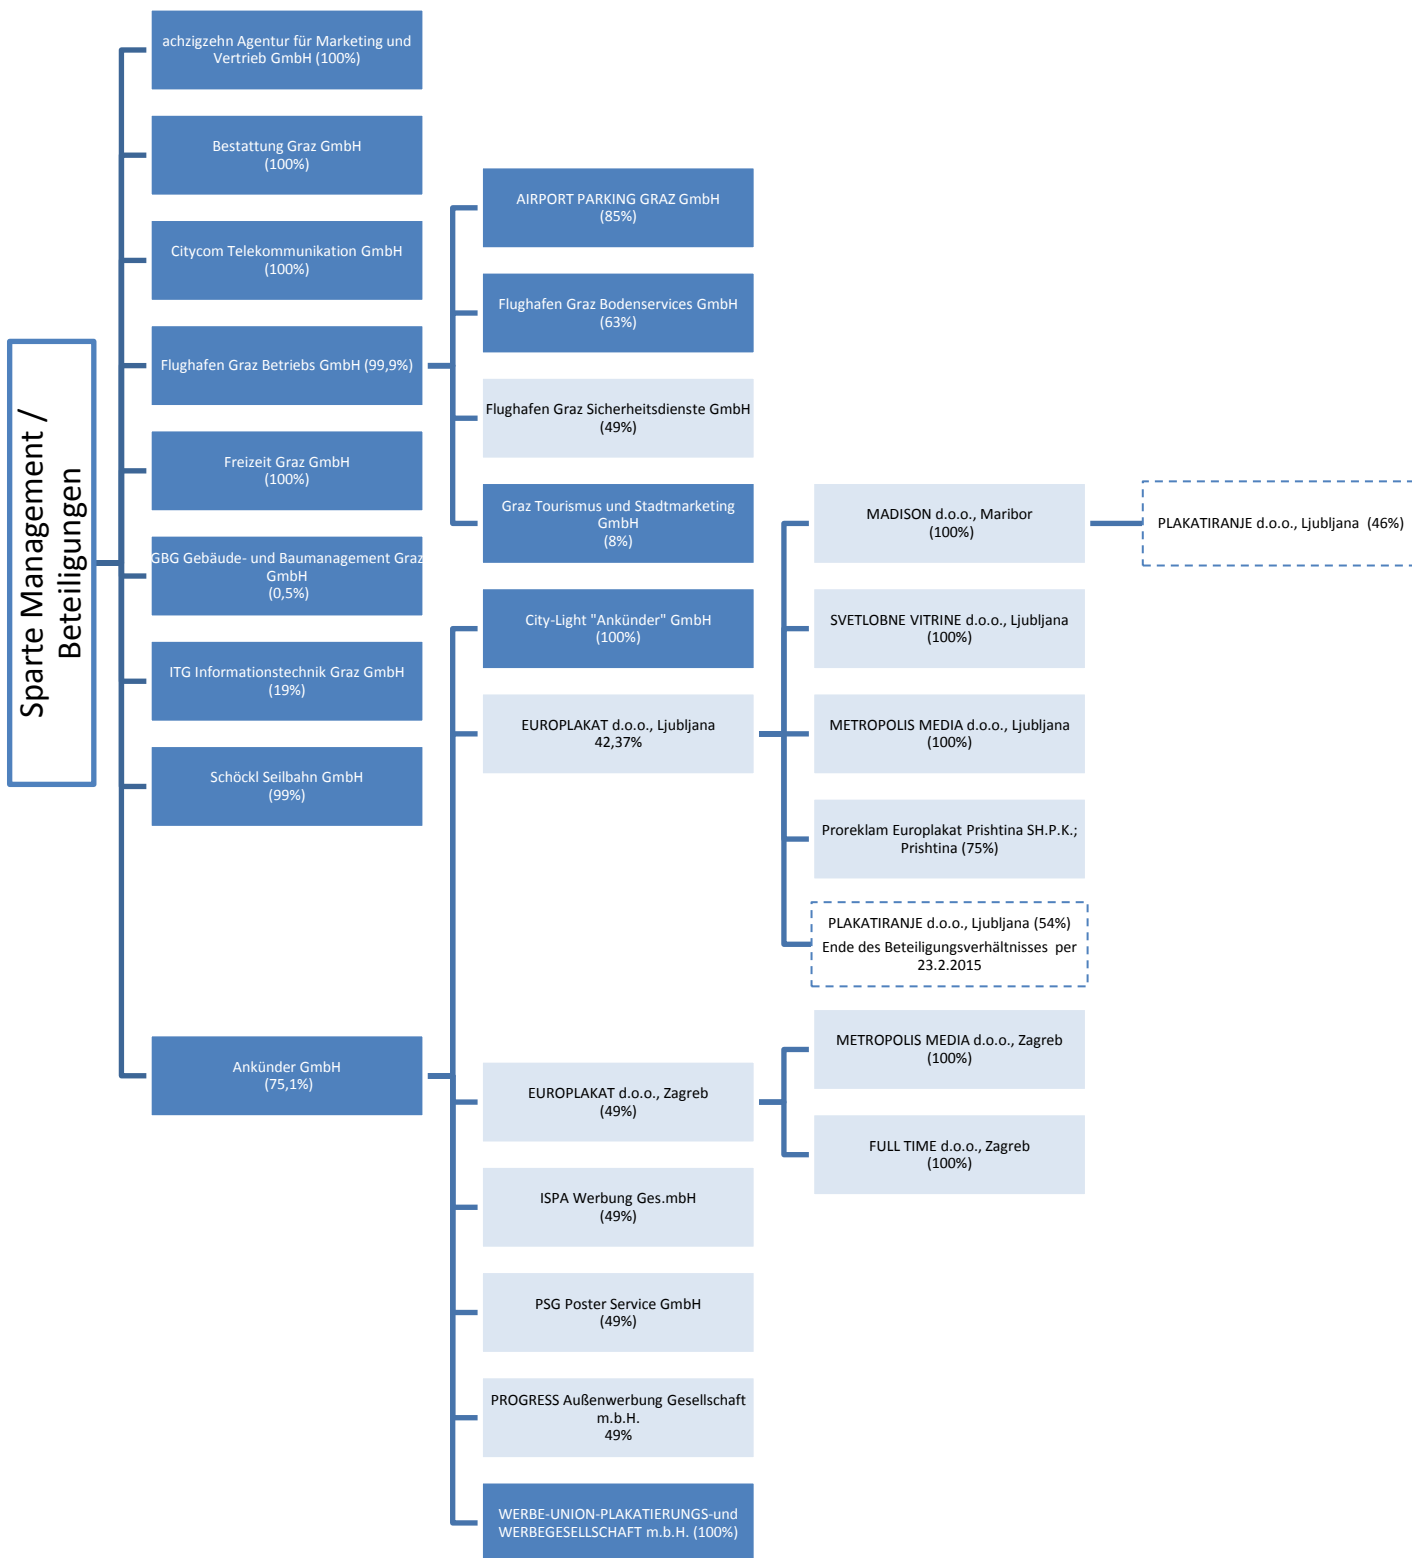 Sparte Management /
Beteiligungen
achzigzehn Agentur für Marketing und
Vertrieb GmbH (100%)
Bestattung Graz GmbH
(100%)
Citycom Telekommunikation GmbH
(100%)
Flughafen Graz Betriebs GmbH (99,9%)
AIRPORT PARKING GRAZ GmbH
(85%)
Flughafen Graz Bodenservices GmbH
(63%)
Flughafen Graz Sicherheitsdienste GmbH
(49%)
Graz Tourismus und Stadtmarketing
GmbH
(8%)
Freizeit Graz GmbH
(100%)
GBG Gebäude- und Baumanagement Graz
GmbH
(0,5%)
ITG Informationstechnik Graz GmbH
(19%)
Schöckl Seilbahn GmbH
(99%)
Ankünder GmbH
(75,1%)
City-Light "Ankünder" GmbH
(100%)
EUROPLAKAT d.o.o., Ljubljana
42,37%
MADISON d.o.o., Maribor
(100%)
PLAKATIRANJE d.o.o., Ljubljana (46%)
SVETLOBNE VITRINE d.o.o., Ljubljana
(100%)
METROPOLIS MEDIA d.o.o., Ljubljana
(100%)
Proreklam Europlakat Prishtina SH.P.K.;
Prishtina (75%)
PLAKATIRANJE d.o.o., Ljubljana (54%)
Ende des Beteiligungsverhältnisses per
23.2.2015
EUROPLAKAT d.o.o., Zagreb
(49%)
METROPOLIS MEDIA d.o.o., Zagreb
(100%)
FULL TIME d.o.o., Zagreb
(100%)
ISPA Werbung Ges.mbH
(49%)
PSG Poster Service GmbH
(49%)
PROGRESS Außenwerbung Gesellschaft
m.b.H.
49%
WERBE-UNION-PLAKATIERUNGS-und
WERBEGESELLSCHAFT m.b.H. (100%)